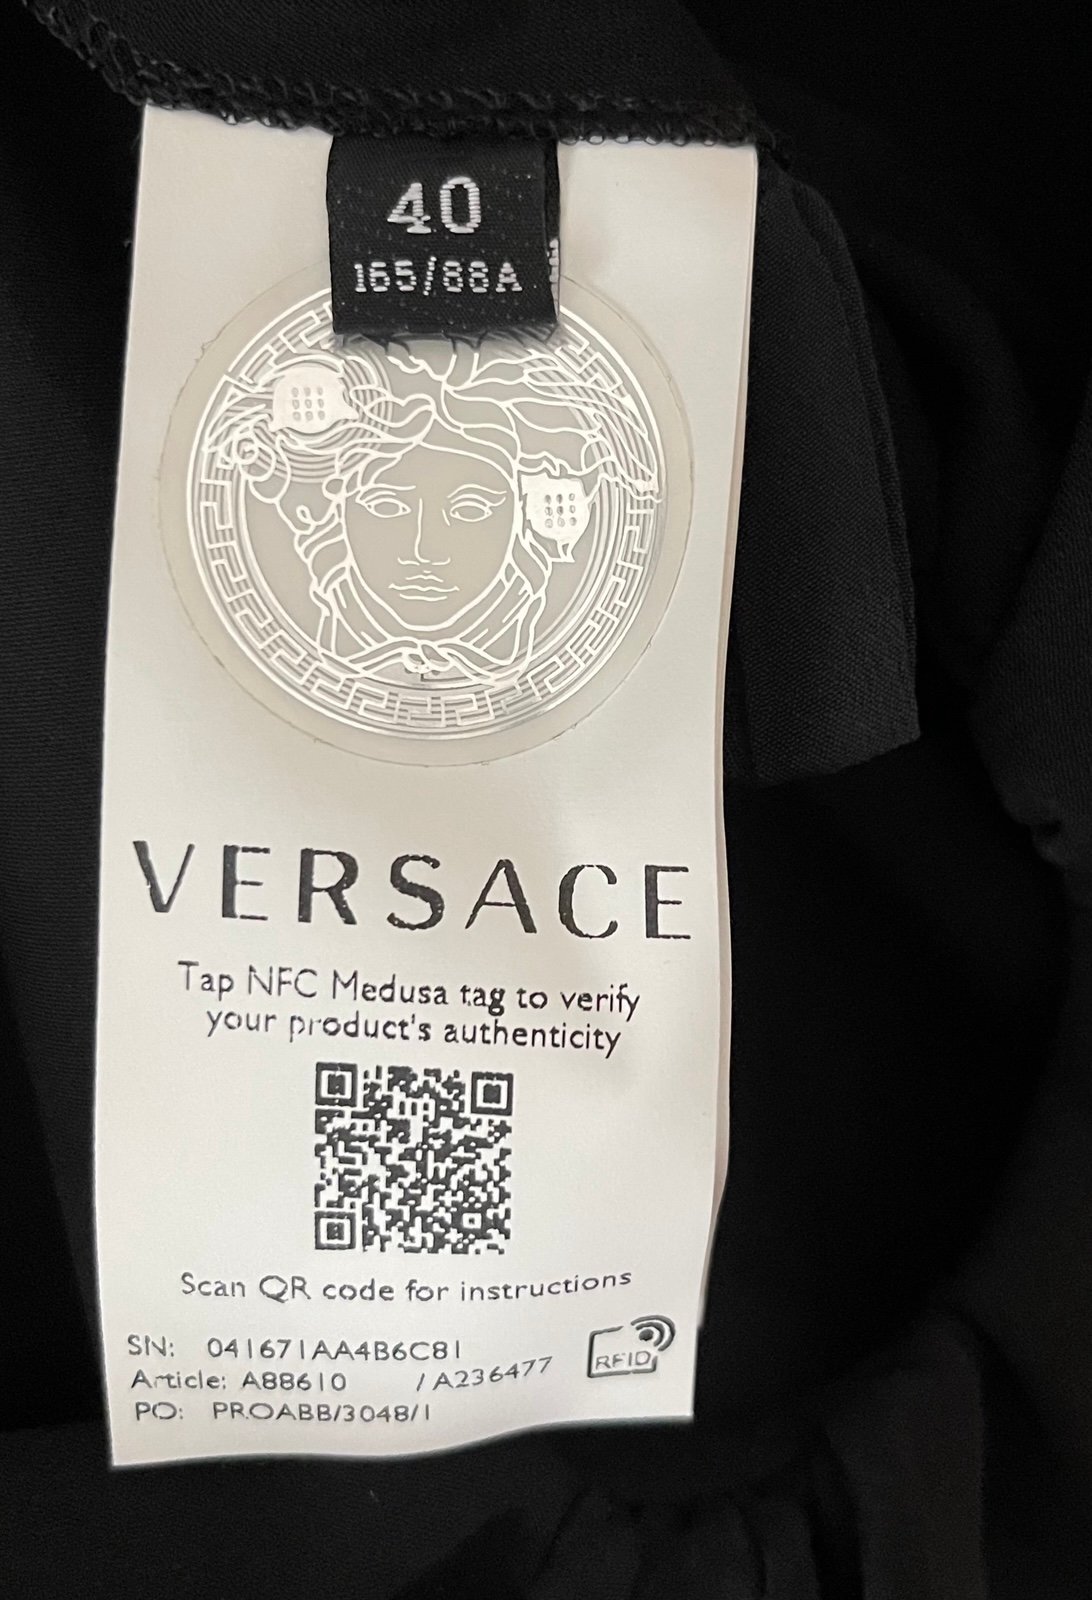 40
165/88A
VERSACE
Tap NFC Medusa tag to verify
your product's authenticity
Scan QR code for instructions
SN: 041671AA4B6C81
Article: A88610 / A236477
RFID
PO: PROABB/3048/1